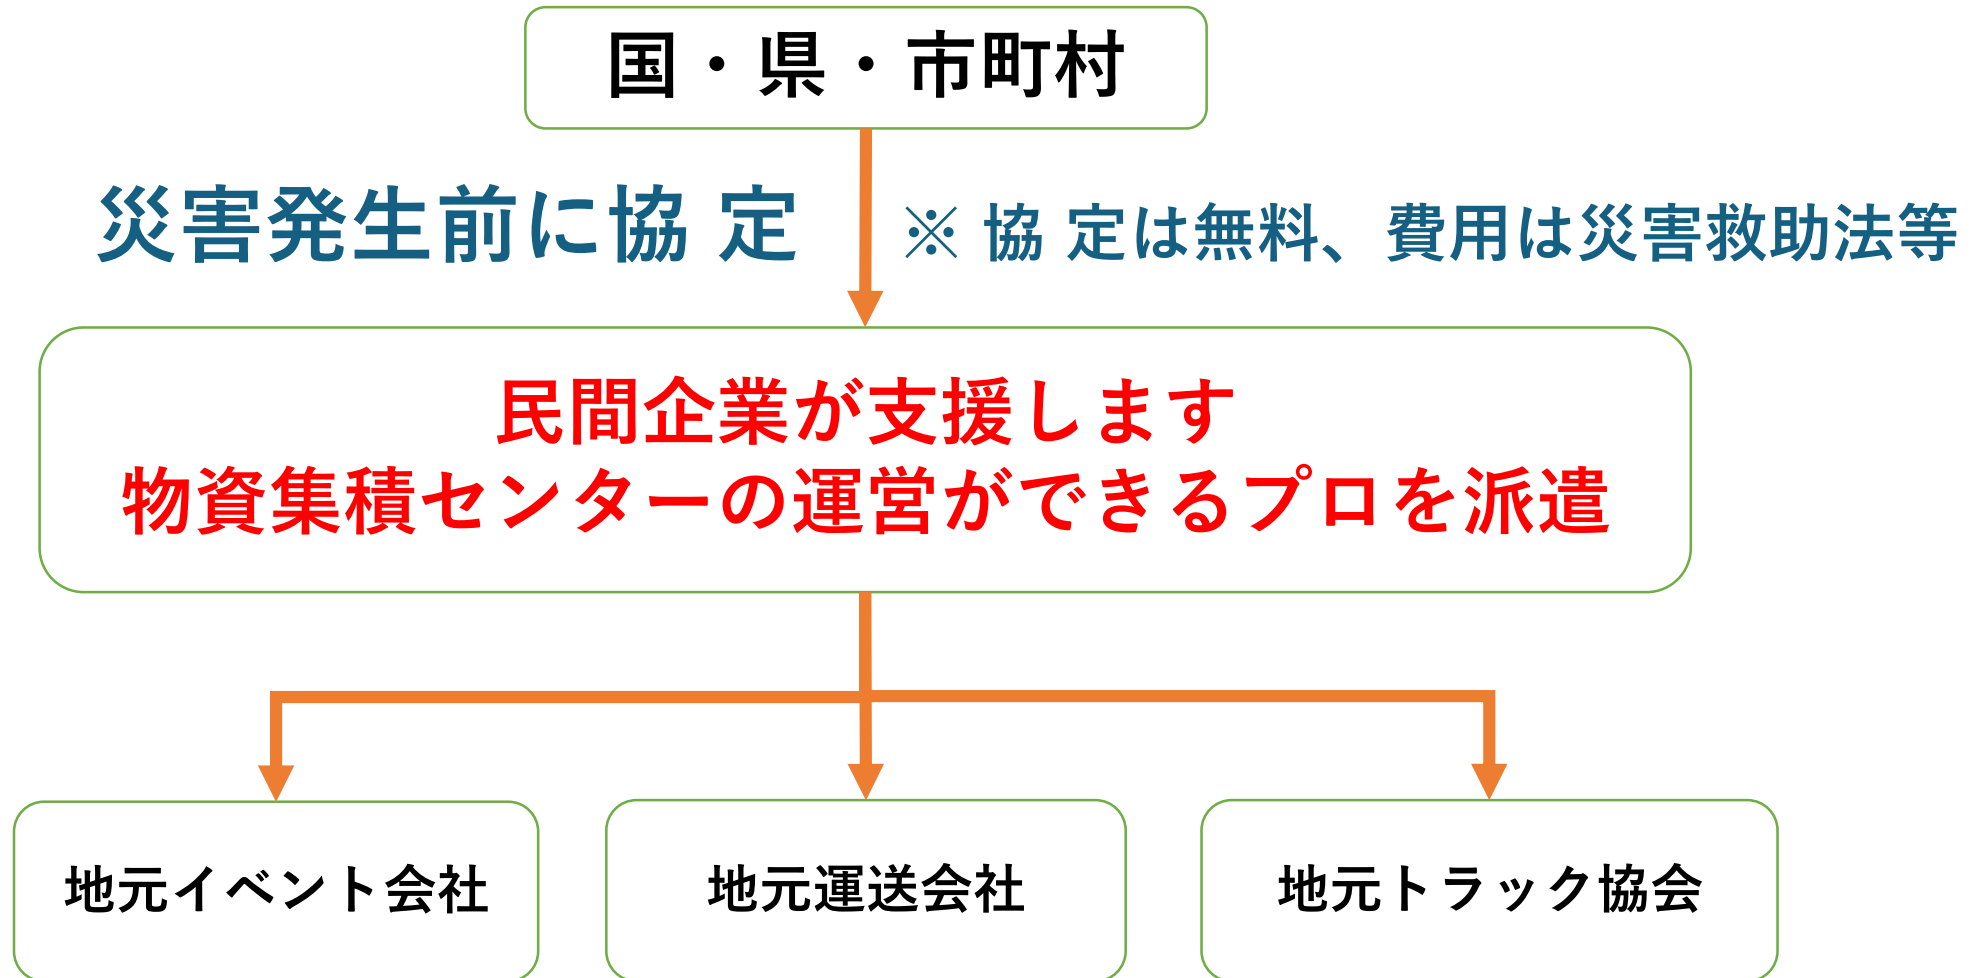 国・県・市町村
災害発生前に協 定
※ 協 定は無料、費用は災害救助法等
民間企業が支援します
物資集積センターの運営ができるプロを派遣
地元イベント会社
地元運送会社
地元トラック協会